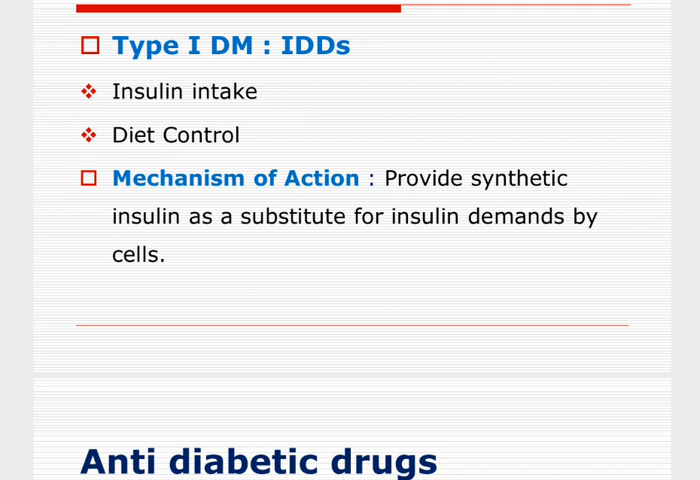 Type I DM : IDDs
Insulin intake
Diet Control
Mechanism of Action : Provide synthetic
insulin as a substitute for insulin demands by
cells.
Anti diabetic drugs